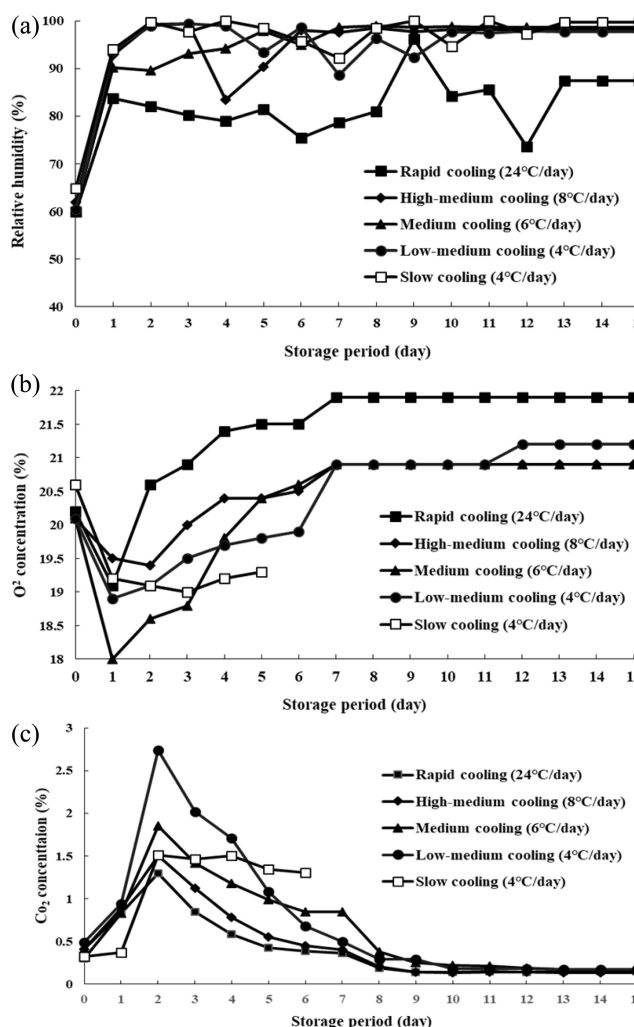 (a)
100
90
80
70
60
50
40
Relative humidity (%)
Rapid cooling (24°C/day)
High-medium cooling (8°C/day)
Medium cooling (6°C/day)
Low-medium cooling (4°C/day)
Slow cooling (4°C/day)
0 1 2 3 4 5 6 7 8 9 10 11 12 13 14
Storage period (day)
(b)
22
21.5
21
20.5
20
19.5
19
18.5
18
O² concentration (%)
Rapid cooling (24°C/day)
High-medium cooling (8°C/day)
Medium cooling (6°C/day)
Low-medium cooling (4°C/day)
Slow cooling (4°C/day)
0 1 2 3 4 5 6 7 8 9 10 11 12 13 14
Storage period (day)
(c)
3
2.5
2
1.5
1
0.5
0
Co₂ concenttaion (%)
Rapid cooling (24°C/day)
High-medium cooling (8°C/day)
Medium cooling (6°C/day)
Low-medium cooling (4°C/day)
Slow cooling (4°C/day)
0 1 2 3 4 5 6 7 8 9 10 11 12 13 14
Storage period (day)